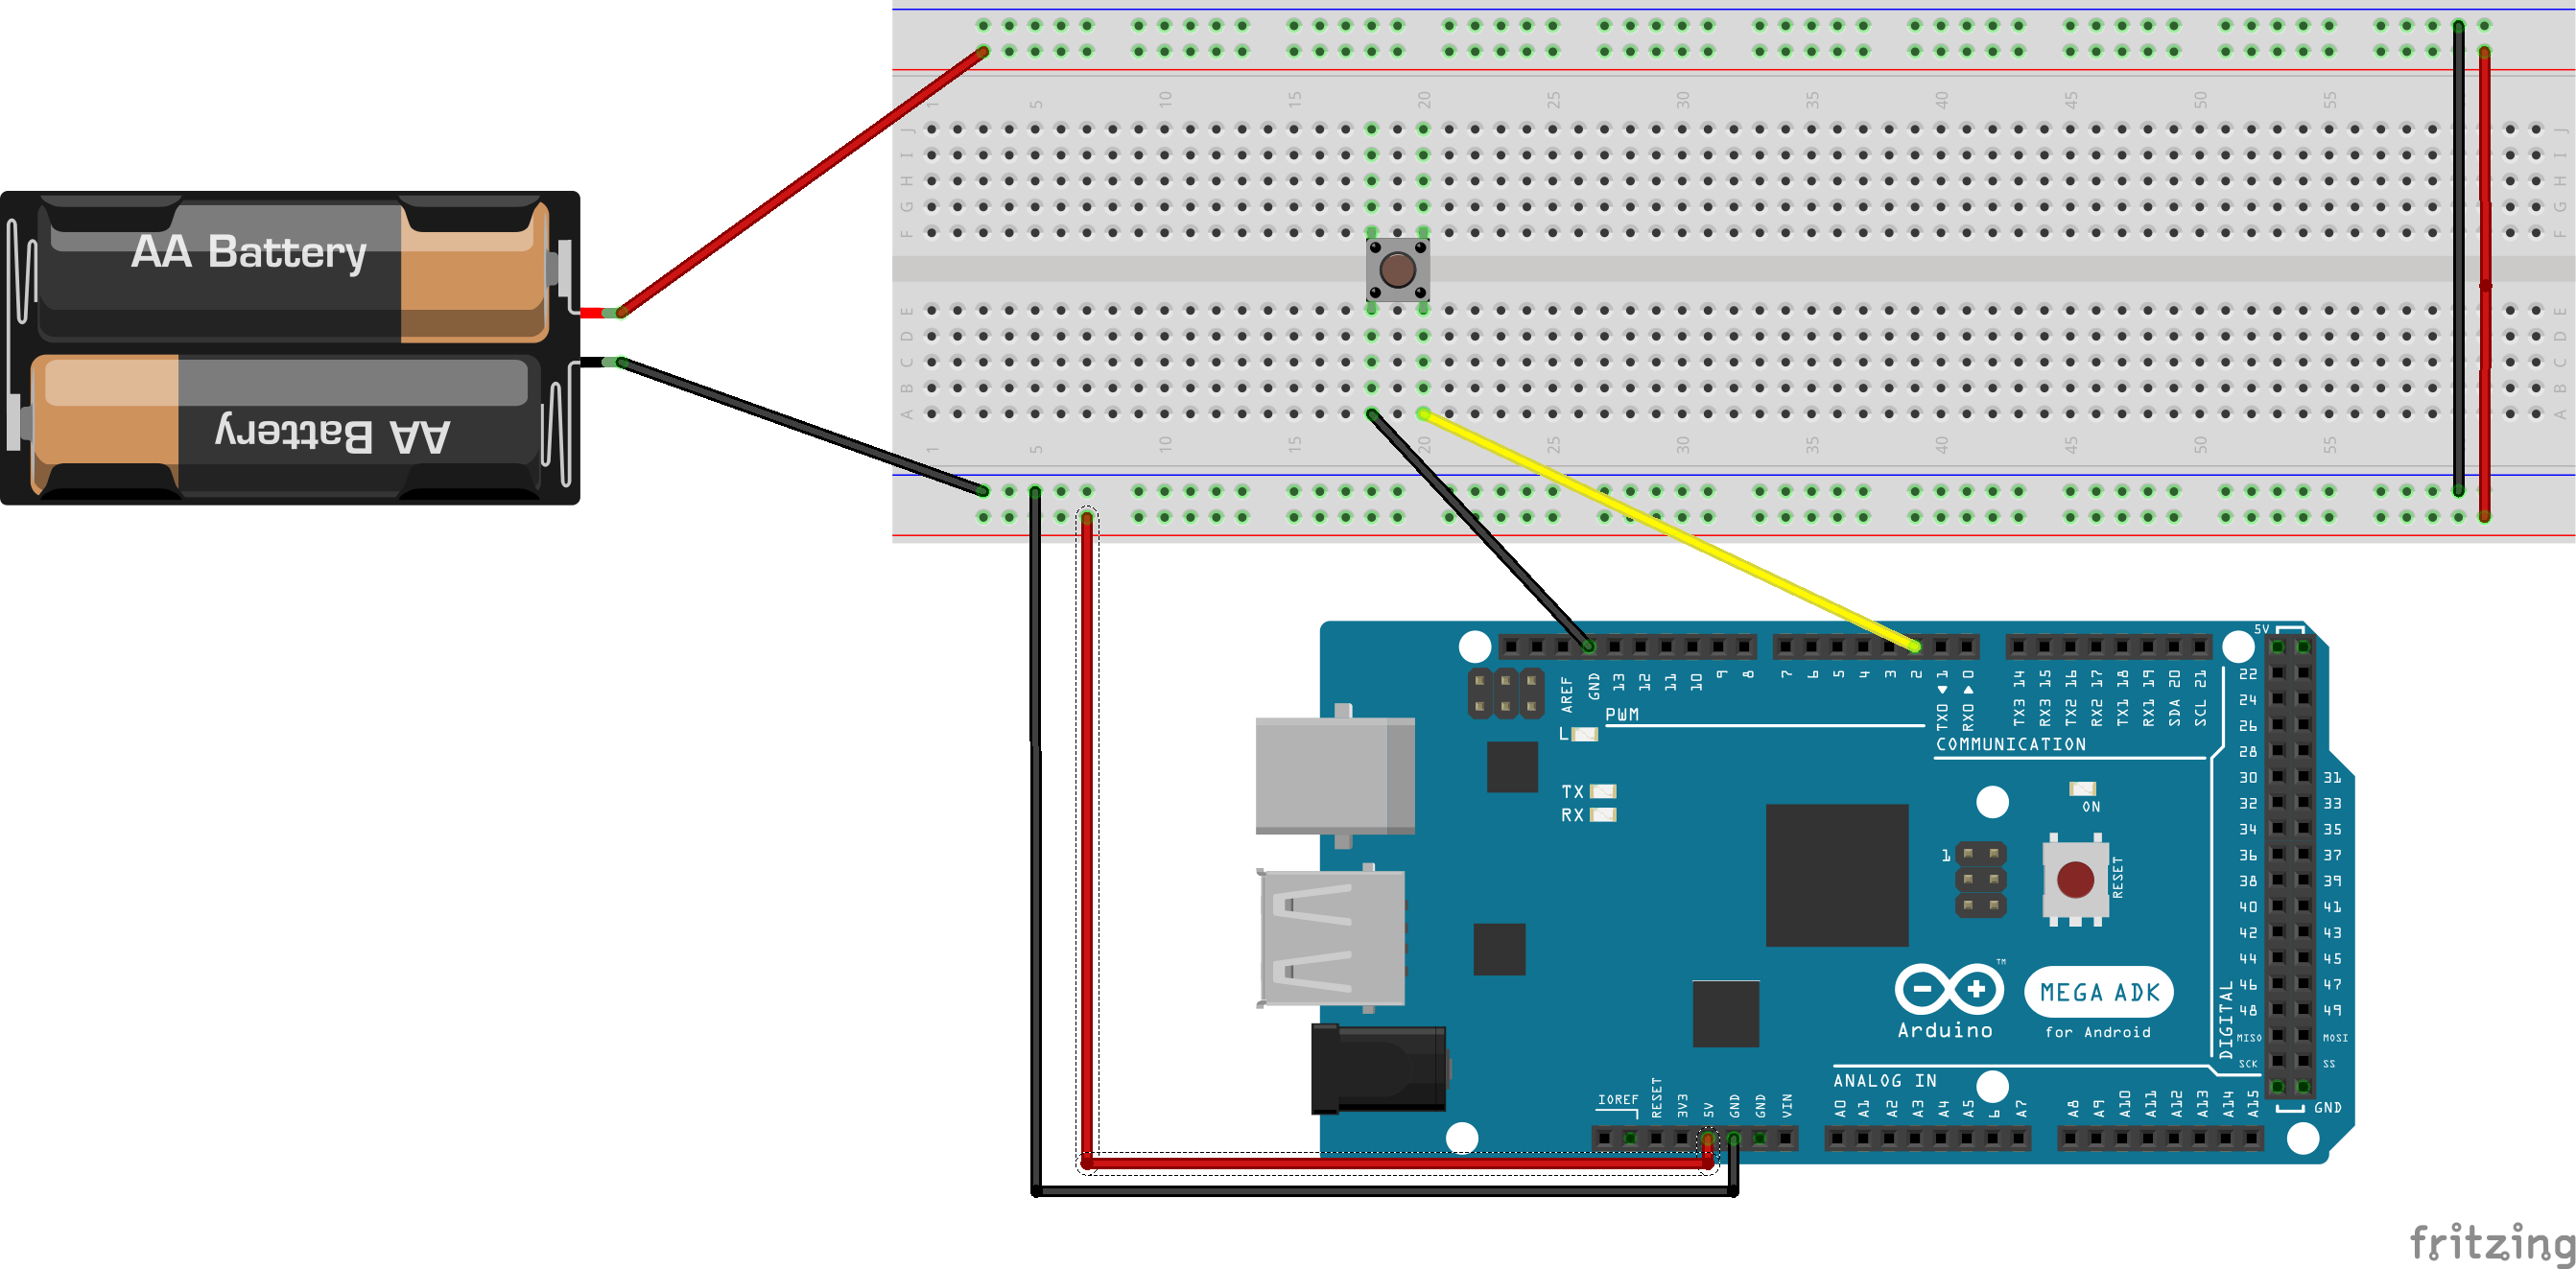 1 5 10 15 20 25 30 35 40 45 50 55
J J
I I
H H
G G
F F
AA Battery
AA Battery
E E
D D
C C
B B
A A
1 5 10 15 20 25 30 35 40 45 50 55
5V
AREF GND 13 12 11 10 9 8 7 6 5 4 3 2 TX0 1 RX0 0 TX3 14 RX3 15 TX2 16 RX2 17 TX1 18 RX1 19 SDA 20 SCL 21
22
24
26
28
30 31
32 33
34 35
36 37
38 39
40 41
42 43
44 45
46 47
48 49
MISO MOSI
SCK SS
GND
DIGITAL
PWM
L
COMMUNICATION
TX
RX
ON
1
RESET
TM
MEGA ADK
Arduino
for Android
ANALOG IN
IOREF RESET 3V3 5V GND GND VIN A0 A1 A2 A3 A4 A5 6 A7 A8 A9 A10 A11 A12 A13 A14 A15
fritzing